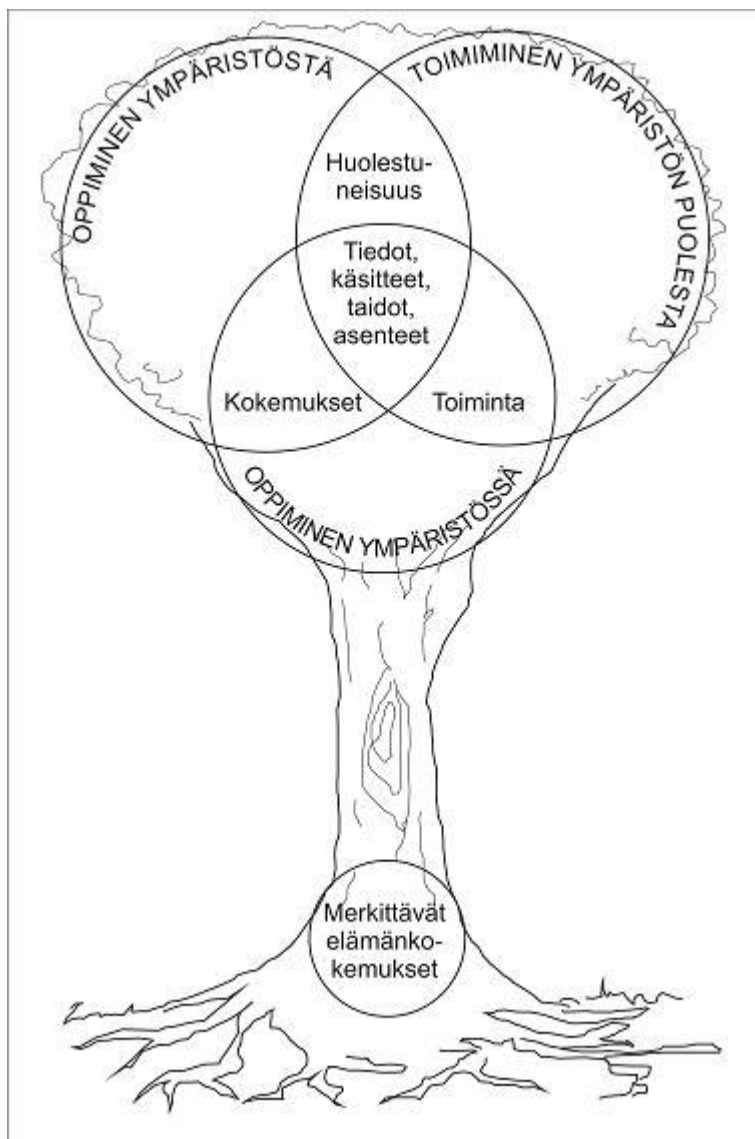 OPPIMINEN YMPÄRISTÖSTÄ
TOIMIMINEN YMPÄRISTÖN PUOLESTA
Huolestu-
neisuus
Tiedot,
käsitteet,
taidot,
asenteet
Kokemukset
Toiminta
OPPIMINEN YMPÄRISTÖSSÄ
Merkittävät
elämänko-
kemukset